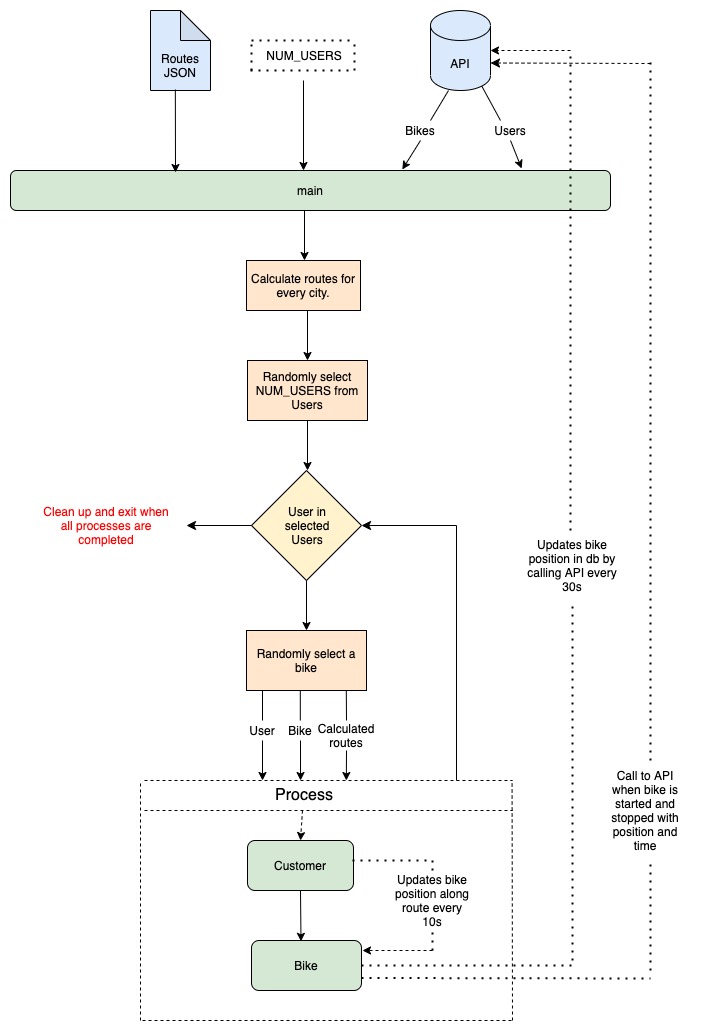 Routes
JSON
NUM_USERS
API
Bikes
Users
main
Calculate routes for
every city.
Randomly select
NUM_USERS from
Users
User in
selected
Users
Clean up and exit when
all processes are
completed
Updates bike
position in db by
calling API every
30s
Randomly select a
bike
User
Bike
Calculated
routes
Call to API
when bike is
started and
stopped with
position and
time
Process
Customer
Updates bike
position along
route every
10s
Bike